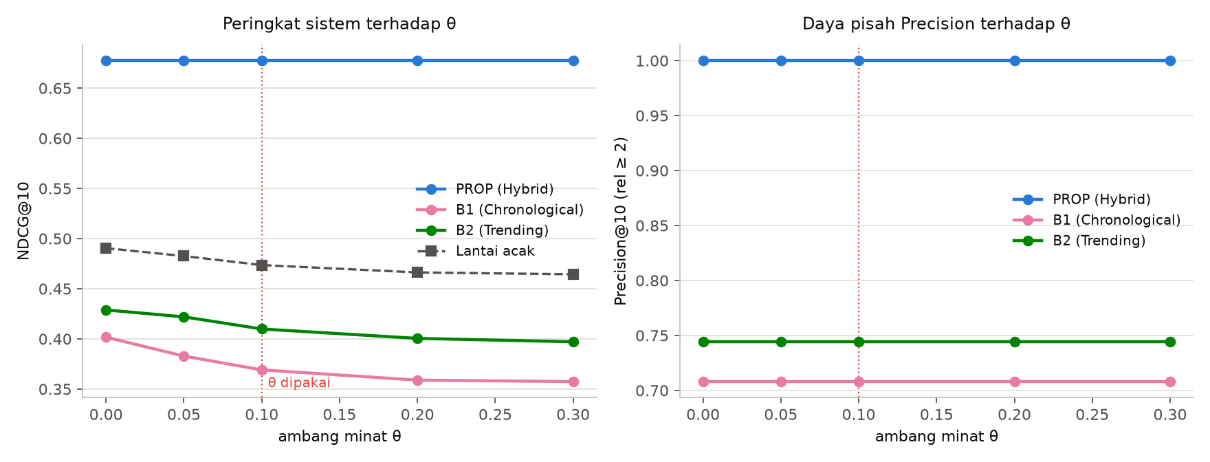 Peringkat sistem terhadap θ
NDCG@10
0.65
0.60
0.55
0.50
0.45
0.40
0.35
PROP (Hybrid)
B1 (Chronological)
B2 (Trending)
Lantai acak
θ dipakai
0.00 0.05 0.10 0.15 0.20 0.25 0.30
ambang minat θ
Daya pisah Precision terhadap θ
Precision@10 (rel ≥ 2)
1.00
0.95
0.90
0.85
0.80
0.75
0.70
PROP (Hybrid)
B1 (Chronological)
B2 (Trending)
0.00 0.05 0.10 0.15 0.20 0.25 0.30
ambang minat θ